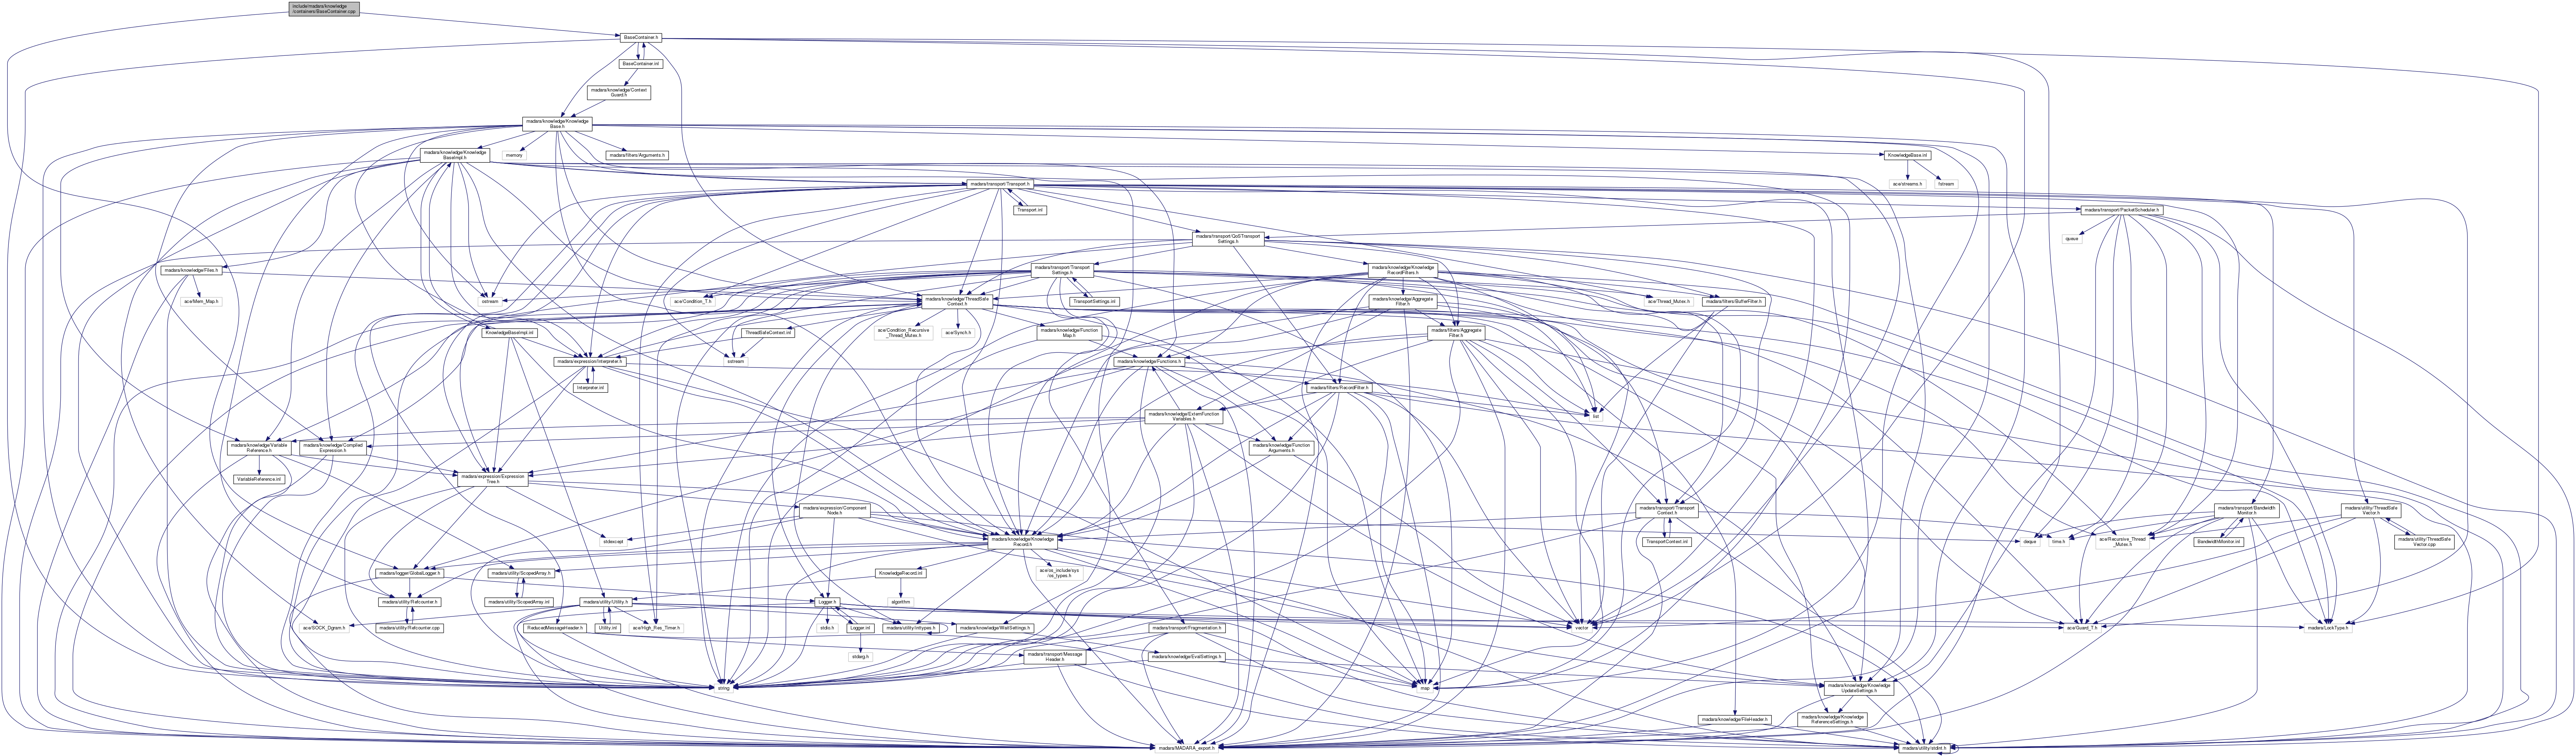 include/madara/knowledge
/containers/BaseContainer.cpp
BaseContainer.h
BaseContainer.inl
madara/knowledge/Context
Guard.h
madara/knowledge/Knowledge
Base.h
madara/knowledge/Knowledge
BaseImpl.h
memory
madara/filters/Arguments.h
KnowledgeBase.inl
madara/transport/Transport.h
ace/streams.h
fstream
Transport.inl
madara/transport/PacketScheduler.h
madara/transport/QoSTransport
Settings.h
queue
madara/knowledge/Files.h
madara/transport/Transport
Settings.h
madara/knowledge/Knowledge
RecordFilters.h
ace/Mem_Map.h
ostream
ace/Condition_T.h
madara/knowledge/ThreadSafe
Context.h
TransportSettings.inl
madara/knowledge/Aggregate
Filter.h
ace/Thread_Mutex.h
madara/filters/BufferFilter.h
KnowledgeBaseImpl.inl
ThreadSafeContext.inl
ace/Condition_Recursive
_Thread_Mutex.h
ace/Synch.h
madara/knowledge/Function
Map.h
madara/filters/Aggregate
Filter.h
madara/expression/Interpreter.h
sstream
madara/knowledge/Functions.h
Interpreter.inl
madara/filters/RecordFilter.h
madara/knowledge/ExternFunction
Variables.h
list
madara/knowledge/Variable
Reference.h
madara/knowledge/Compiled
Expression.h
madara/knowledge/Function
Arguments.h
VariableReference.inl
madara/expression/Expression
Tree.h
madara/expression/Component
Node.h
madara/transport/Transport
Context.h
madara/transport/Bandwidth
Monitor.h
madara/utility/ThreadSafe
Vector.h
stdexcept
madara/knowledge/Knowledge
Record.h
TransportContext.inl
deque
time.h
ace/Recursive_Thread
_Mutex.h
BandwidthMonitor.inl
madara/utility/ThreadSafe
Vector.cpp
madara/logger/GlobalLogger.h
madara/utility/ScopedArray.h
KnowledgeRecord.inl
ace/os_include/sys
/os_types.h
madara/utility/Refcounter.h
madara/utility/ScopedArray.inl
madara/utility/Utility.h
algorithm
Logger.h
ace/SOCK_Dgram.h
madara/utility/Refcounter.cpp
ReducedMessageHeader.h
Utility.inl
ace/High_Res_Timer.h
stdio.h
Logger.inl
madara/utility/inttypes.h
madara/knowledge/WaitSettings.h
madara/transport/Fragmentation.h
vector
ace/Guard_T.h
madara/LockType.h
stdarg.h
madara/transport/Message
Header.h
madara/knowledge/EvalSettings.h
string
map
madara/knowledge/Knowledge
UpdateSettings.h
madara/knowledge/FileHeader.h
madara/knowledge/Knowledge
ReferenceSettings.h
madara/MADARA_export.h
madara/utility/stdint.h